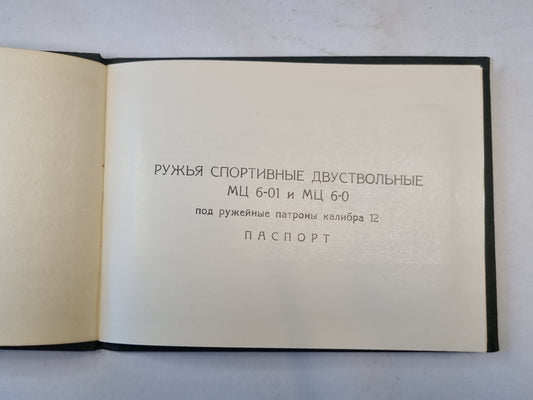 РУЖЬЯ СПОРТИВНЫЕ ДВУСТВОЛЬНЫЕ
МЦ 6-01 и МЦ 6-0
под ружейные патроны калибра 12
ПАСПОРТ